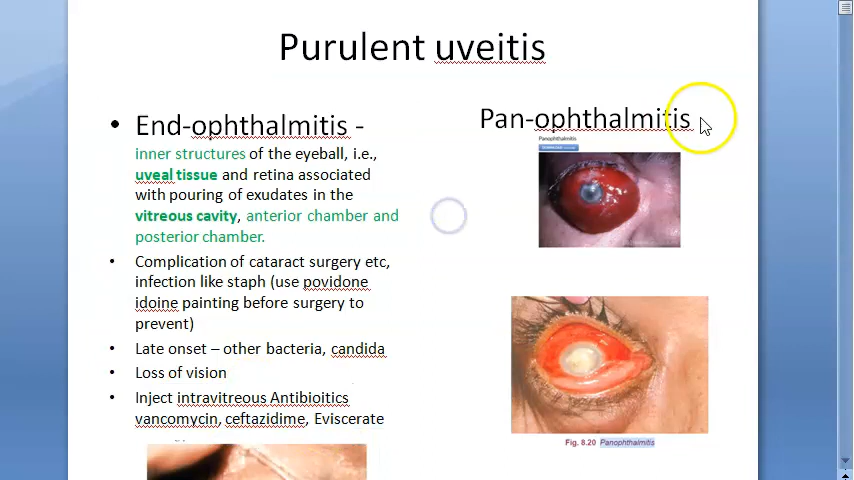 Purulent uveitis
• End-ophthalmitis -
inner structures of the eyeball, i.e.,
uveal tissue and retina associated
with pouring of exudates in the
vitreous cavity, anterior chamber and
posterior chamber.
• Complication of cataract surgery etc,
infection like staph (use povidone
idoine painting before surgery to
prevent)
• Late onset – other bacteria, candida
• Loss of vision
• Inject intravitreous Antibioitics
vancomycin, ceftazidime, Eviscerate
Pan-ophthalmitis
Panophthalmitis
Fig. 8.20 Panophthalmitis